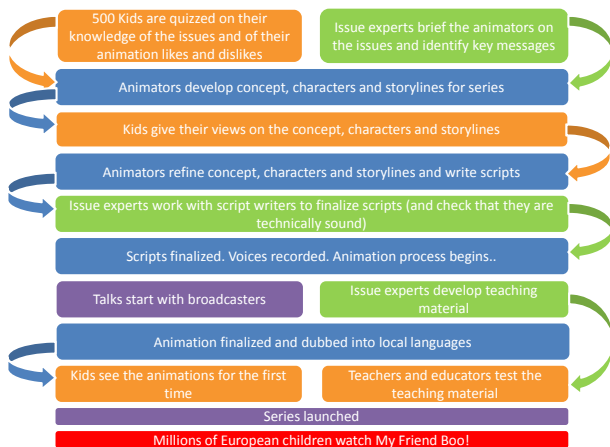 500 Kids are quizzed on their
knowledge of the issues and of their
animation likes and dislikes
Issue experts brief the animators
on the issues and identify key messages
Animators develop concept, characters and storylines for series
Kids give their views on the concept, characters and storylines
Animators refine concept, characters and storylines and write scripts
Issue experts work with script writers to finalize scripts (and check that they are
technically sound)
Scripts finalized. Voices recorded. Animation process begins..
Talks start with broadcasters
Issue experts develop teaching
material
Animation finalized and dubbed into local languages
Kids see the animations for the first
time
Teachers and educators test the
teaching material
Series launched
Millions of European children watch My Friend Boo!